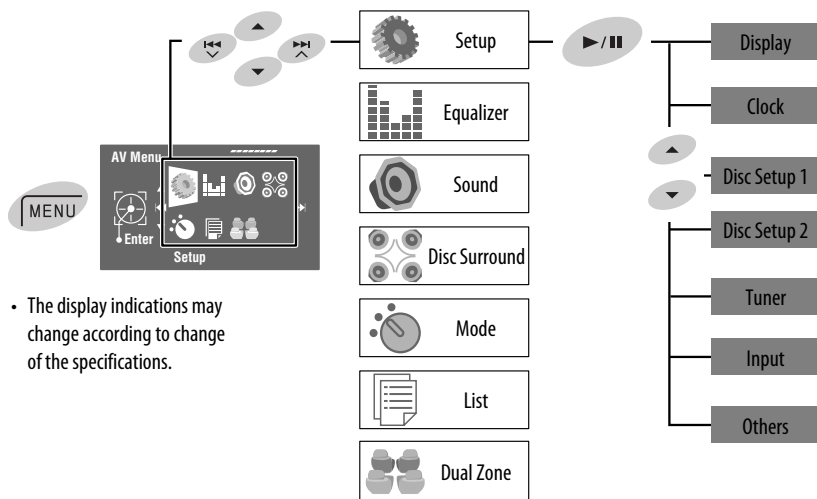 Setup
Equalizer
Sound
Disc Surround
Mode
List
Dual Zone
Display
Clock
Disc Setup 1
Disc Setup 2
Tuner
Input
Others
MENU
AV Menu
Enter
Setup
• The display indications may
change according to change
of the specifications.